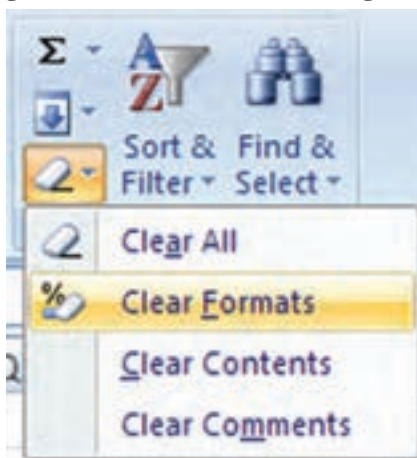 Σ
Sort & Filter
Find & Select
Clear All
% Clear Formats
Clear Contents
Clear Comments